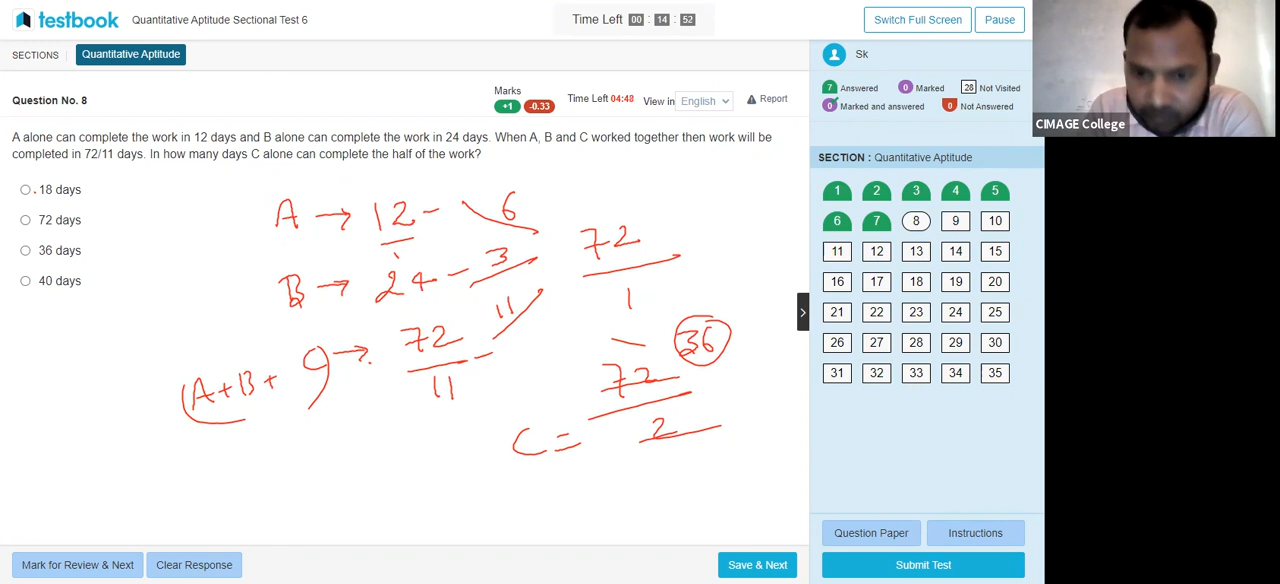 testbook
Quantitative Aptitude Sectional Test 6
Time Left 00 : 14 : 52
Switch Full Screen
Pause
SECTIONS
Quantitative Aptitude
Sk
Question No. 8
Marks
+1 -0.33
Time Left 04:48
View in English
Report
7 Answered
0 Marked
28 Not Visited
0 Marked and answered
0 Not Answered
CIMAGE College
A alone can complete the work in 12 days and B alone can complete the work in 24 days. When A, B and C worked together then work will be
completed in 72/11 days. In how many days C alone can complete the half of the work?
18 days
72 days
36 days
40 days
A → 12 - 6
B → 24 - 3
72
1
(A+B+ 9 → 72 - 11
11
36
C = 72
2
SECTION : Quantitative Aptitude
1 2 3 4 5
6 7 8 9 10
11 12 13 14 15
16 17 18 19 20
21 22 23 24 25
26 27 28 29 30
31 32 33 34 35
Question Paper
Instructions
Mark for Review & Next
Clear Response
Save & Next
Submit Test